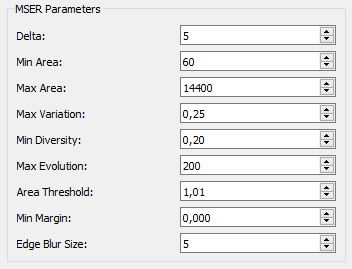 MSER Parameters
Delta: 5
Min Area: 60
Max Area: 14400
Max Variation: 0,25
Min Diversity: 0,20
Max Evolution: 200
Area Threshold: 1,01
Min Margin: 0,000
Edge Blur Size: 5